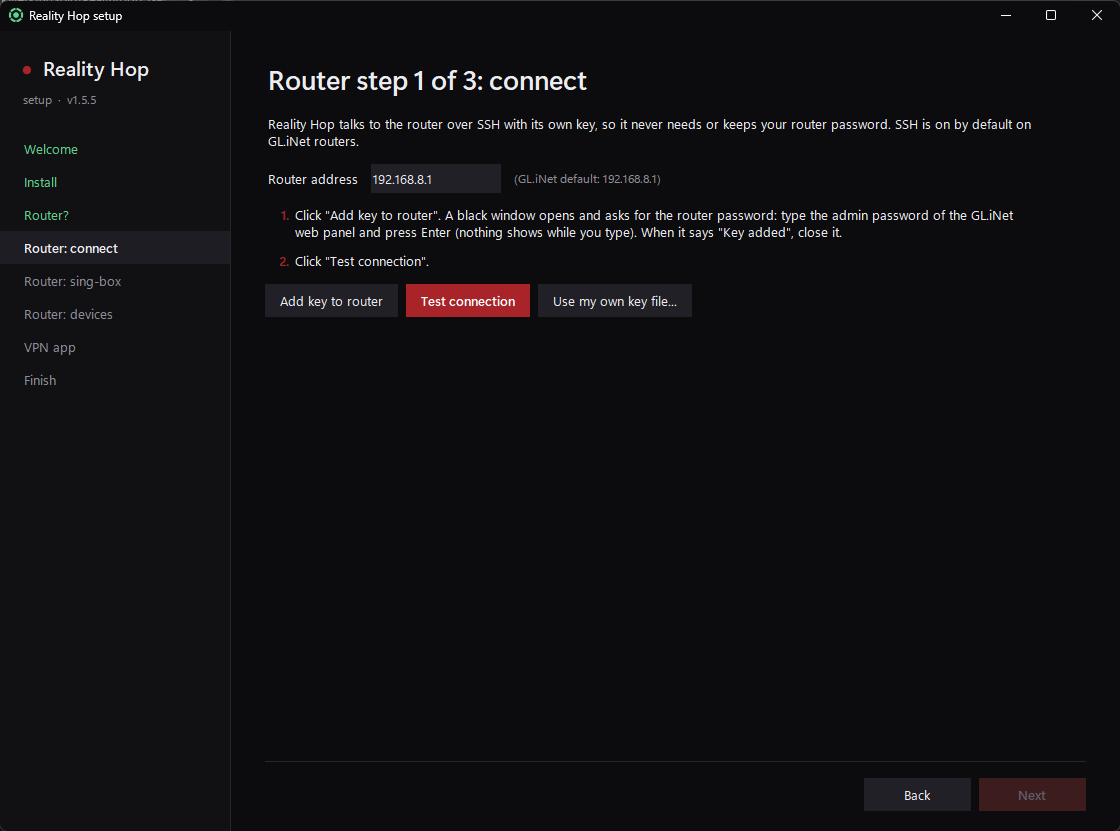 Reality Hop setup
Reality Hop
setup · v1.5.5
Welcome
Install
Router?
Router: connect
Router: sing-box
Router: devices
VPN app
Finish
Router step 1 of 3: connect
Reality Hop talks to the router over SSH with its own key, so it never needs or keeps your router password. SSH is on by default on
GL.iNet routers.
Router address 192.168.8.1 (GL.iNet default: 192.168.8.1)
1. Click "Add key to router". A black window opens and asks for the router password: type the admin password of the GL.iNet
web panel and press Enter (nothing shows while you type). When it says "Key added", close it.
2. Click "Test connection".
Add key to router Test connection Use my own key file...
Back Next